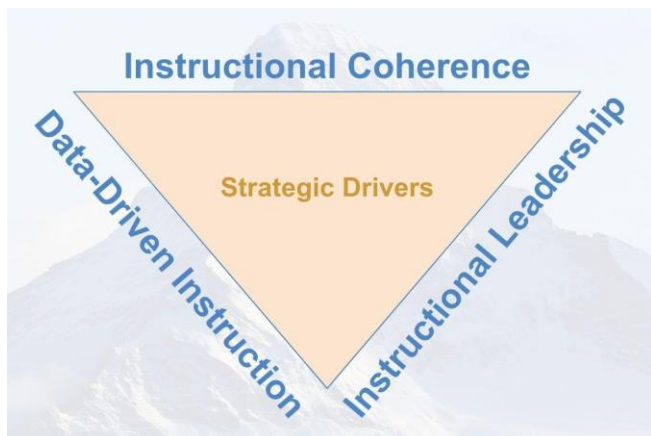 Instructional Coherence
Strategic Drivers
Data-Driven Instruction
Instructional Leadership